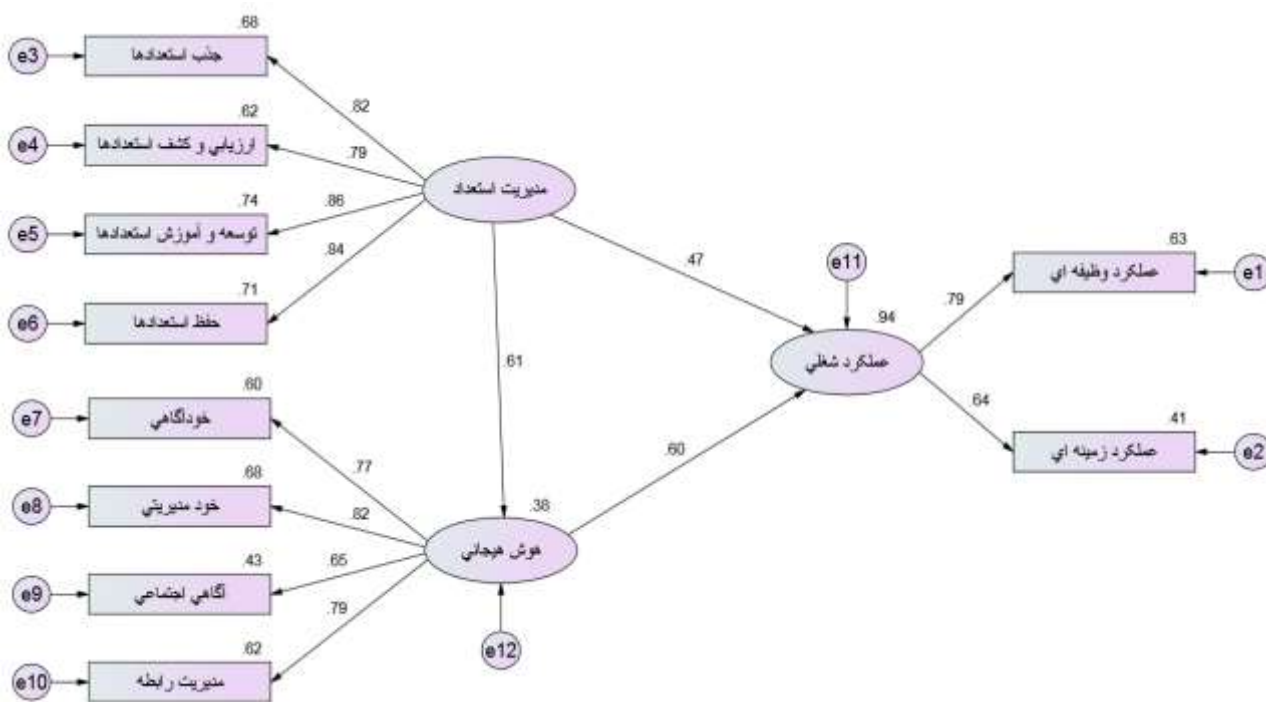 .68
e3
جذب استعدادها
.82
.62
e4
ارزيابي و كشف استعدادها
.79
مديريت استعداد
.74
e5
توسعه و آموزش استعدادها
.86
.84
.71
e6
حفظ استعدادها
.47
e11
.94
عملكرد شغلي
.63
.79
عملكرد وظيفه اي
e1
.64
.41
عملكرد زمينه اي
e2
.61
.60
.60
e7
خودآگاهي
.77
.68
e8
خود مديريتي
.82
.38
هوش هيجاني
.43
e9
آگاهي اجتماعي
.65
.79
.62
e10
مديريت رابطه
e12